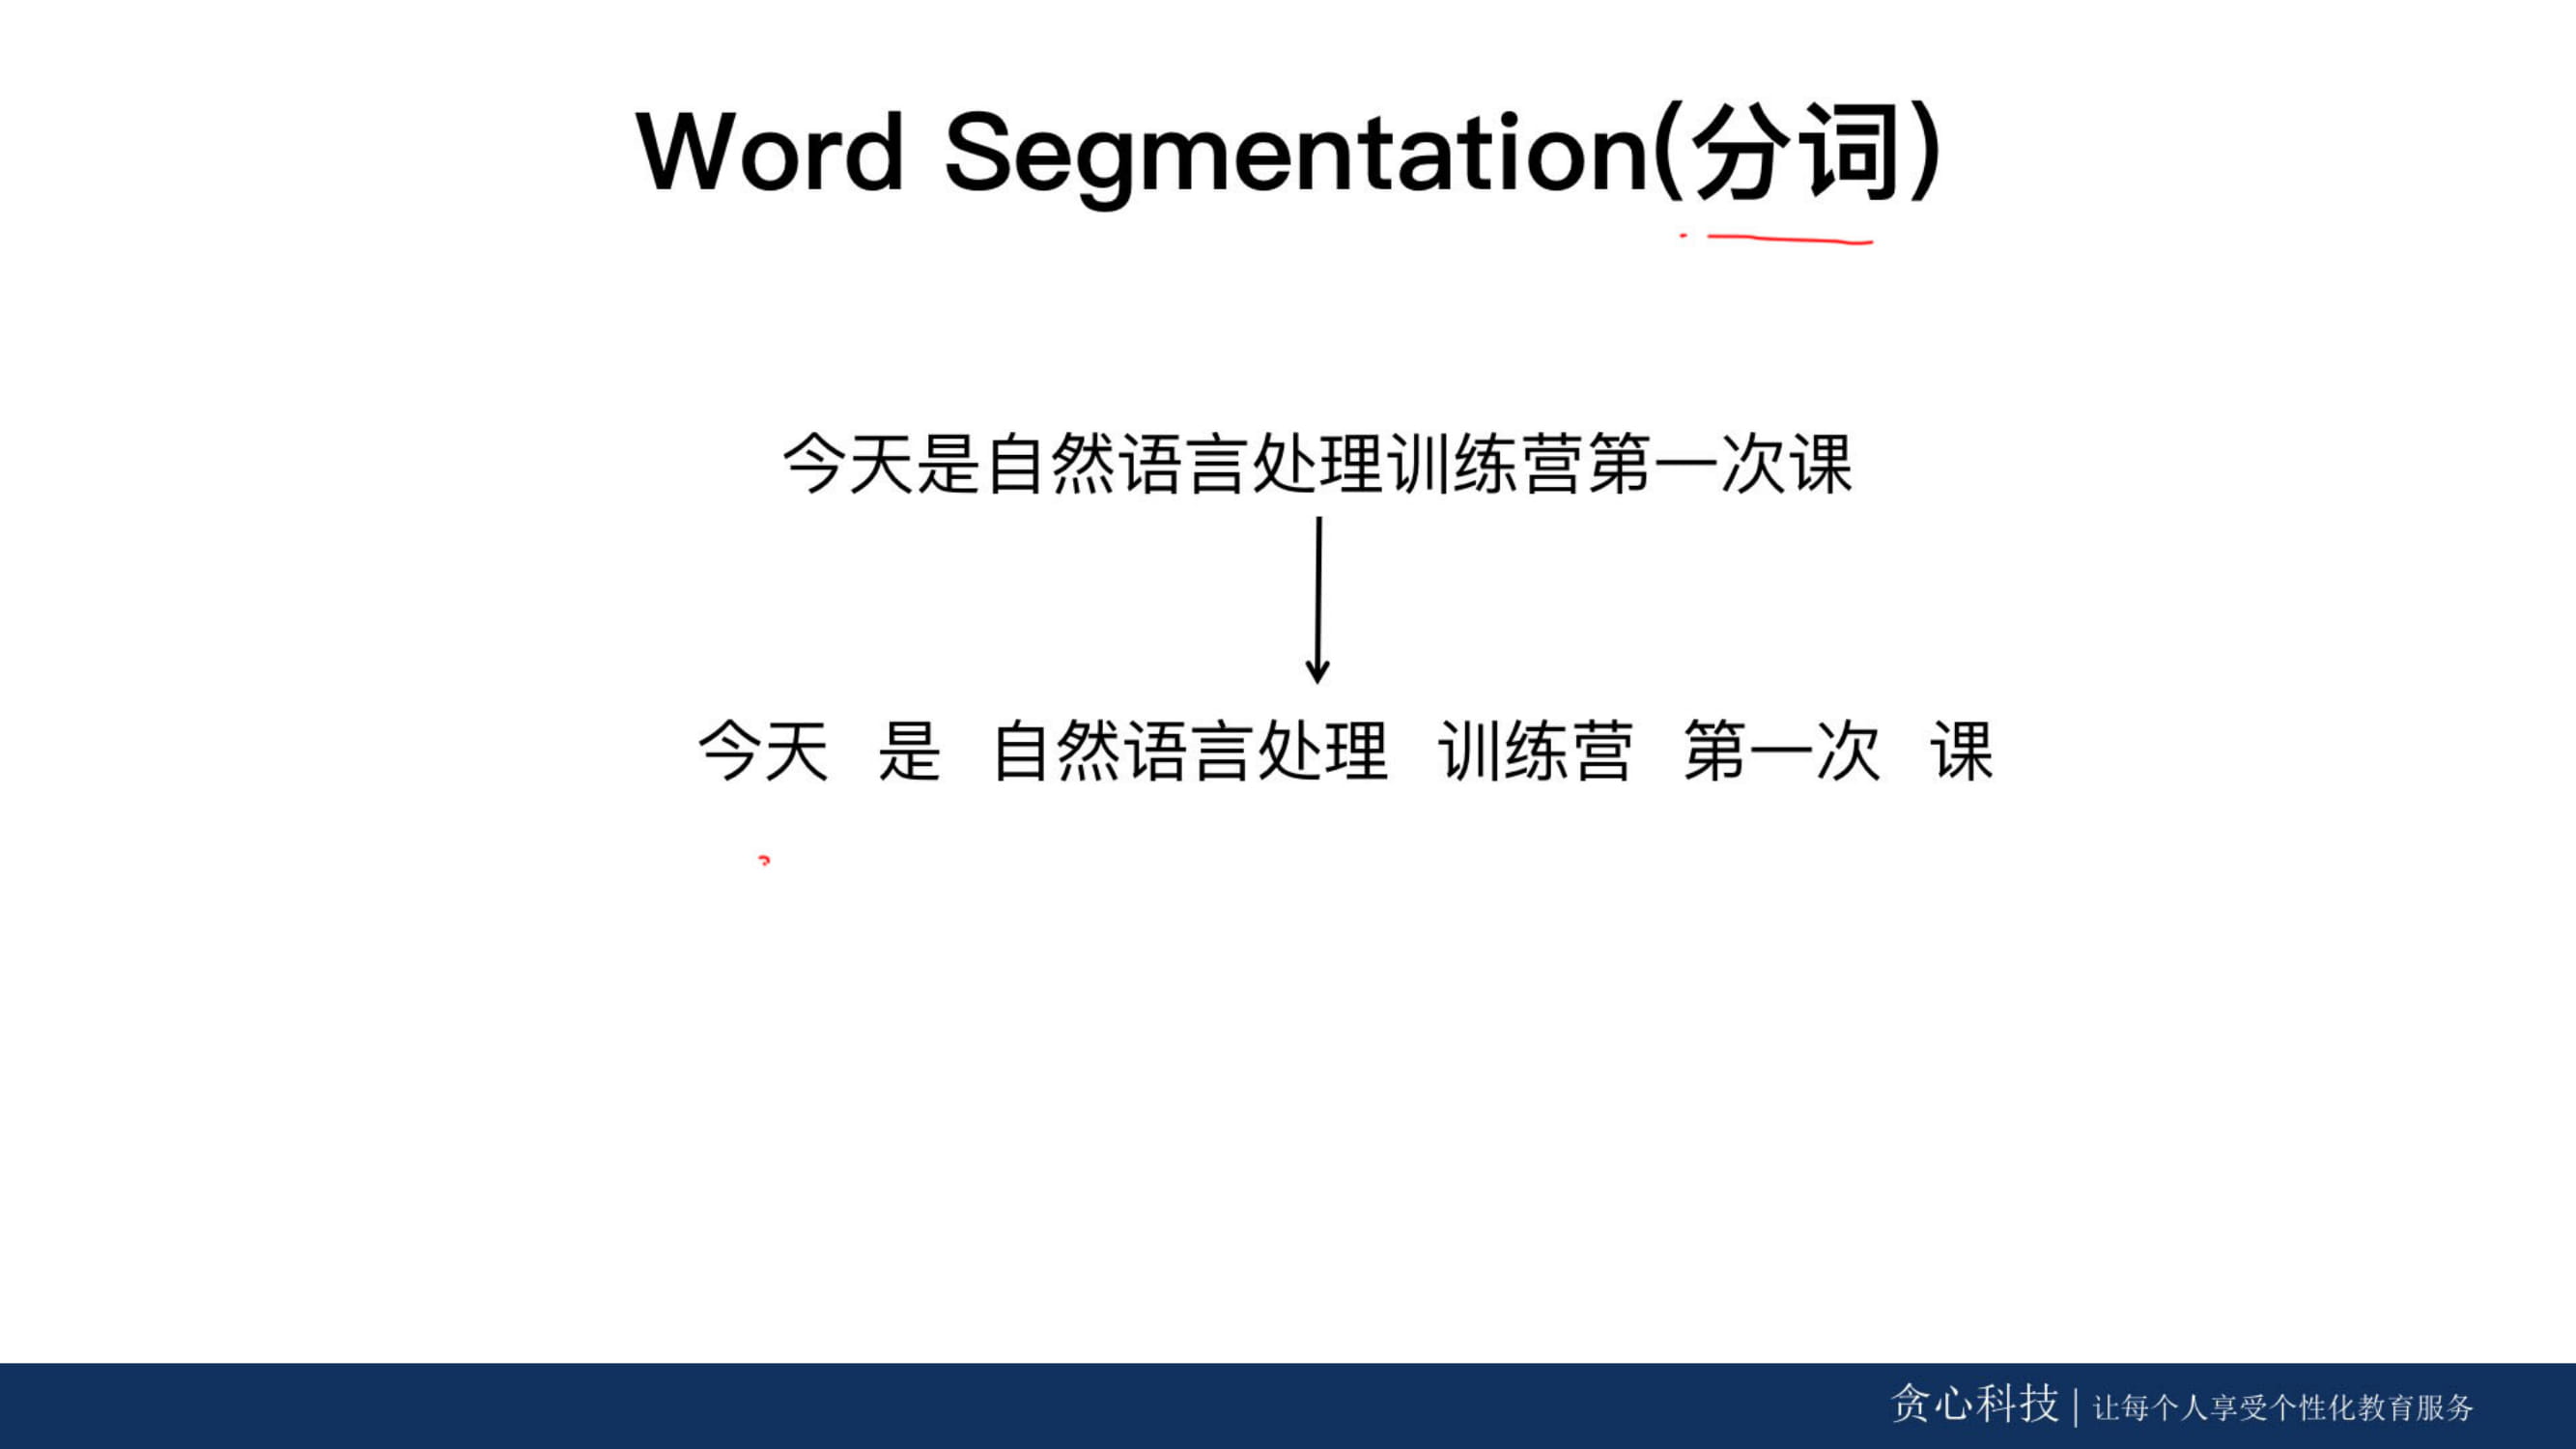 Word Segmentation(分词)
今天是自然语言处理训练营第一次课
今天 是 自然语言处理 训练营 第一次 课
贪心科技 | 让每个人享受个性化教育服务